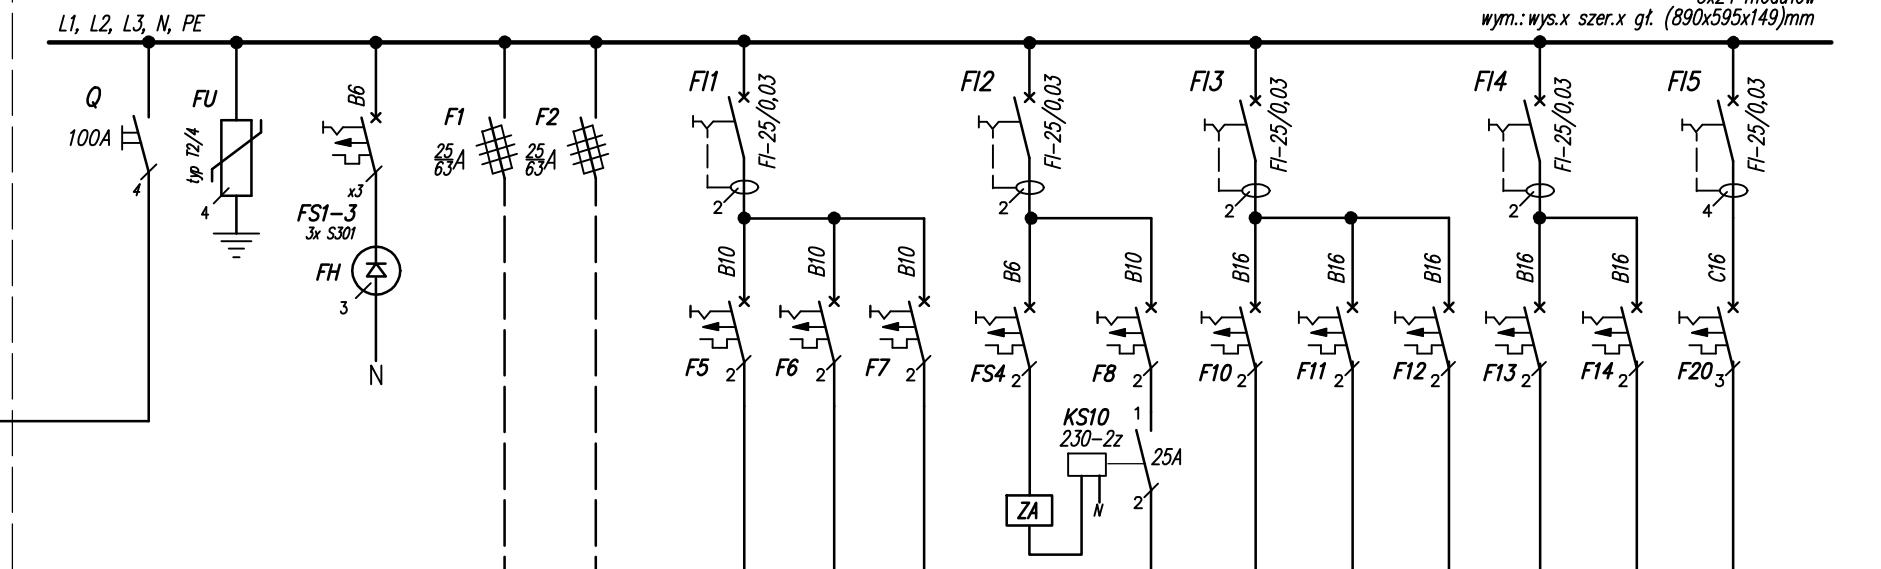 L1, L2, L3, N, PE
wym.: wys.x szer.x gł. (890x595x149)mm
Q
100A
4
FU
typ T2/4
4
B6
x3
FS1-3
3x S301
FH
3
N
F1
25
63 A
F2
25
63 A
FI1
FI-25/0,03
2
B10
B10
B10
F5
2
F6
2
F7
2
FI2
FI-25/0,03
2
B6
B10
FS4
2
F8
2
KS10
230-2z
1
25A
2
ZA
N
FI3
FI-25/0,03
2
B16
B16
B16
F10
2
F11
2
F12
2
FI4
FI-25/0,03
2
B16
B16
F13
2
F14
2
FI5
FI-25/0,03
4
C16
F20
3